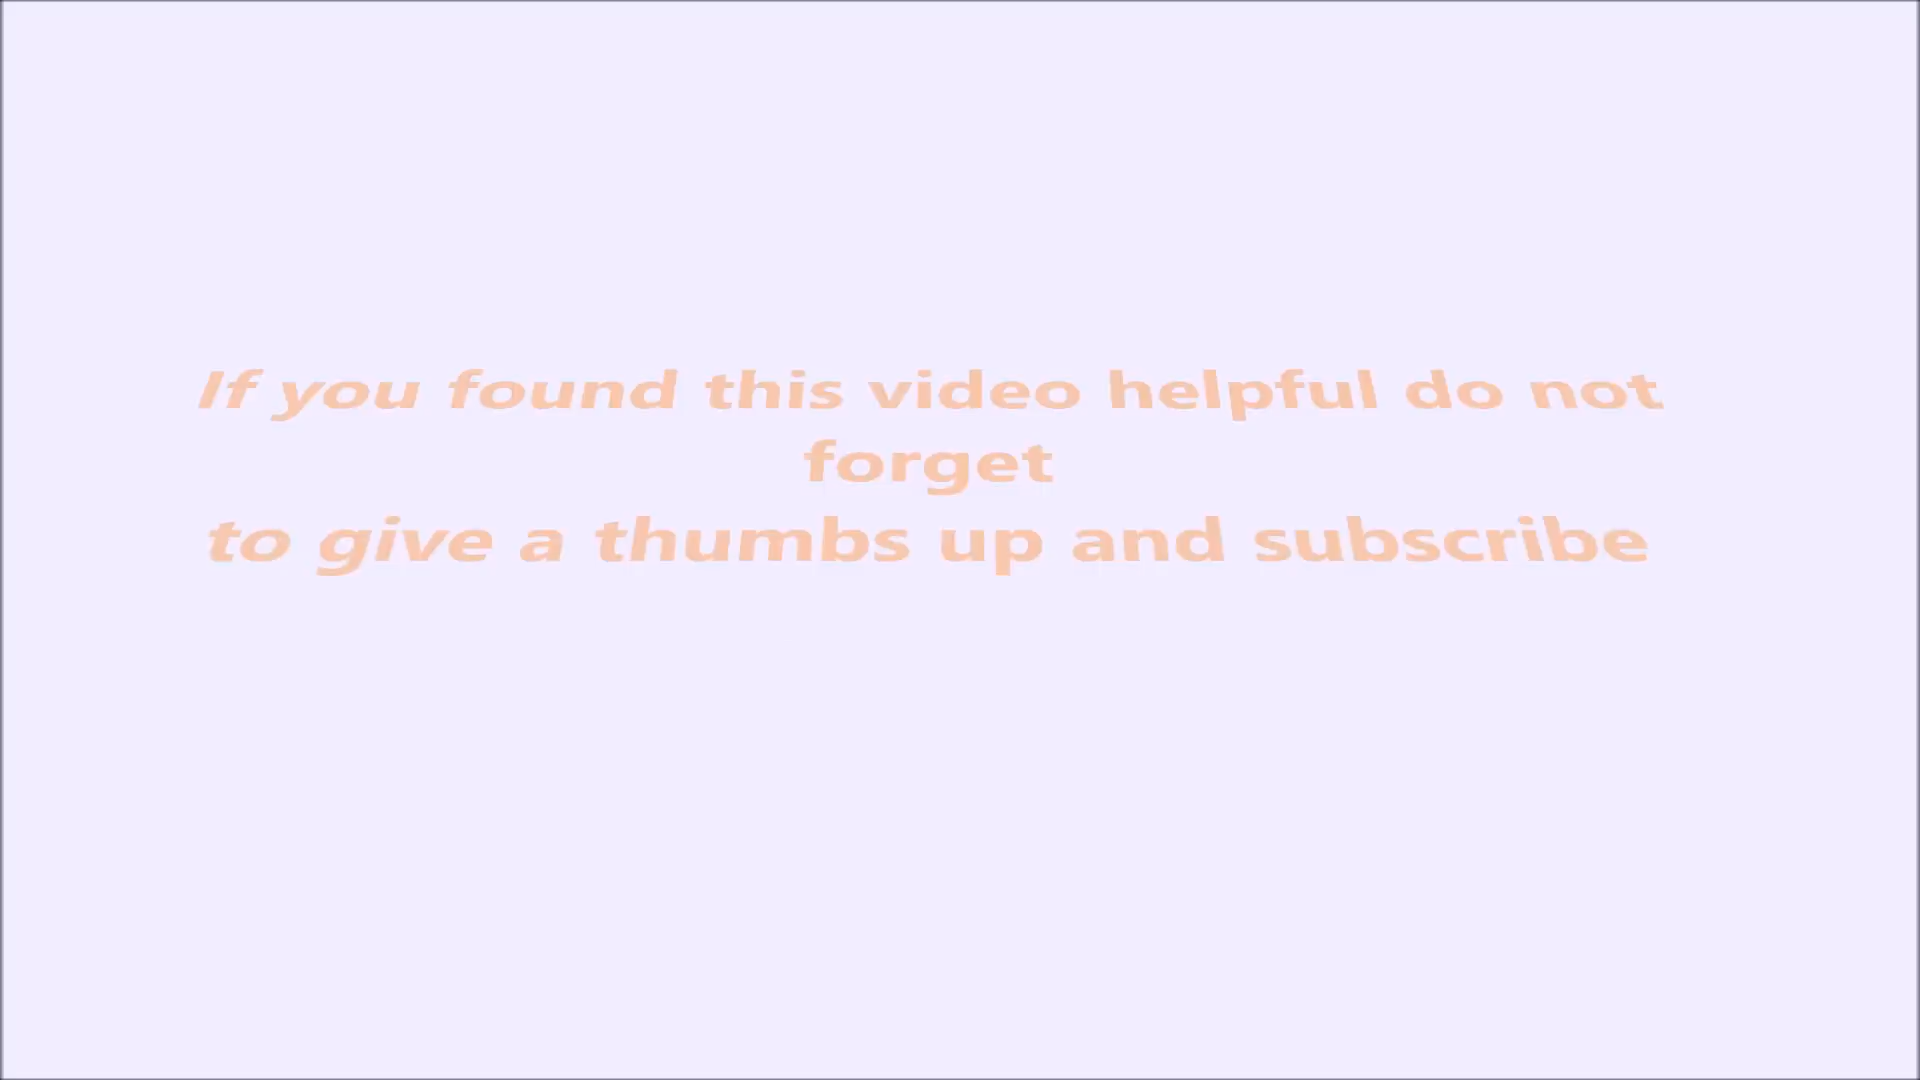 If you found this video helpful do not
forget
to give a thumbs up and subscribe